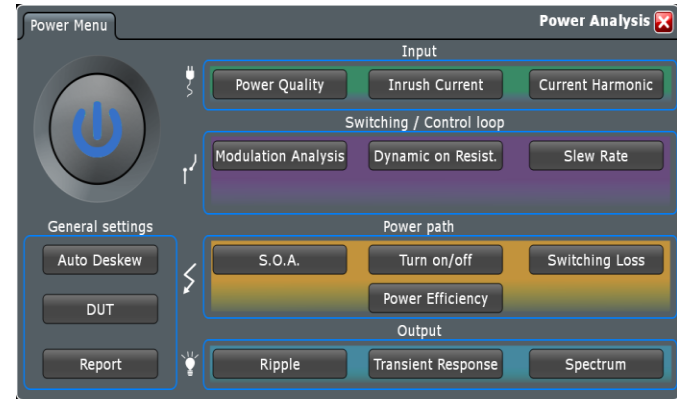 Power Menu
Power Analysis
Input
Power Quality
Inrush Current
Current Harmonic
Switching / Control loop
Modulation Analysis
Dynamic on Resist.
Slew Rate
General settings
Auto Deskew
DUT
Report
Power path
S.O.A.
Turn on/off
Switching Loss
Power Efficiency
Output
Ripple
Transient Response
Spectrum